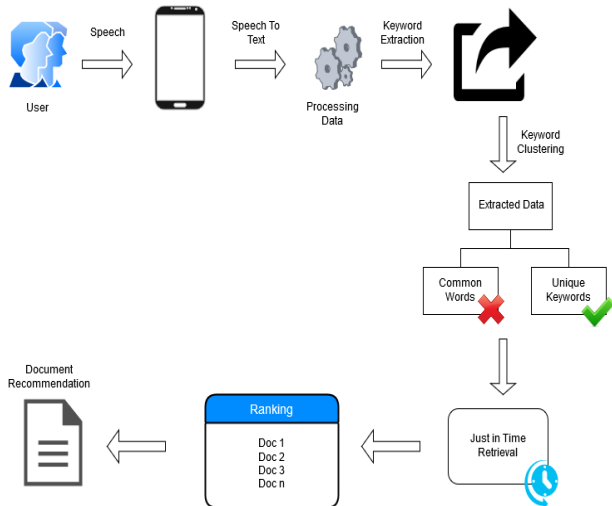 Speech
User
Speech To
Text
Processing
Data
Keyword
Extraction
Keyword
Clustering
Extracted Data
Common
Words
Unique
Keywords
Just in Time
Retrieval
Ranking
Doc 1
Doc 2
Doc 3
Doc n
Document
Recommendation